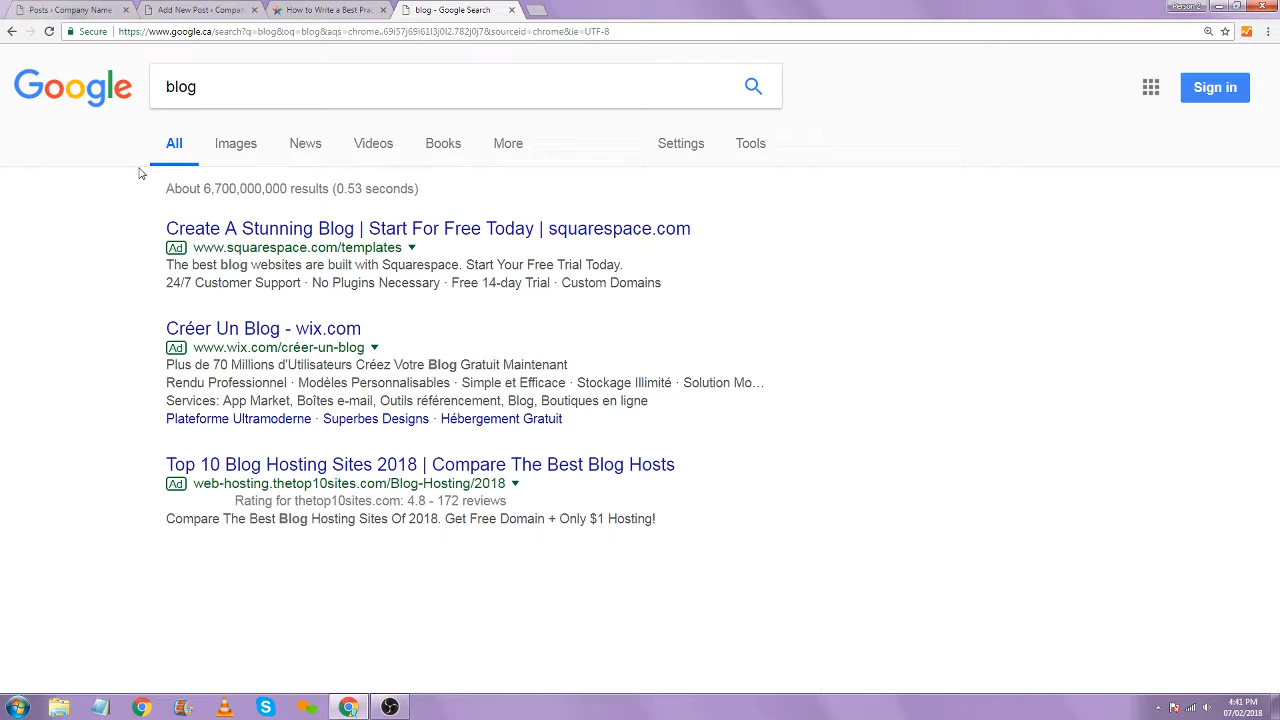 Posts ‹ Company Name
Add New Post ‹ Compan
How to Write a Best Prac
blog - Google Search
Person 2
Secure
https://www.google.ca/search?q=blog&oq=blog&aqs=chrome..69i57j69i61l3j0l2.782j0j7&sourceid=chrome&ie=UTF-8
Google
blog
Sign in
All
Images
News
Videos
Books
More
Settings
Tools
About 6,700,000,000 results (0.53 seconds)
Create A Stunning Blog | Start For Free Today | squarespace.com
Ad www.squarespace.com/templates
The best blog websites are built with Squarespace. Start Your Free Trial Today.
24/7 Customer Support · No Plugins Necessary · Free 14-day Trial · Custom Domains
Créer Un Blog - wix.com
Ad www.wix.com/créer-un-blog
Plus de 70 Millions d'Utilisateurs Créez Votre Blog Gratuit Maintenant
Rendu Professionnel · Modèles Personnalisables · Simple et Efficace · Stockage Illimité · Solution Mo…
Services: App Market, Boîtes e-mail, Outils référencement, Blog, Boutiques en ligne
Plateforme Ultramoderne · Superbes Designs · Hébergement Gratuit
Top 10 Blog Hosting Sites 2018 | Compare The Best Blog Hosts
Ad web-hosting.thetop10sites.com/Blog-Hosting/2018
Rating for thetop10sites.com: 4.8 - 172 reviews
Compare The Best Blog Hosting Sites Of 2018. Get Free Domain + Only $1 Hosting!
4:41 PM
07/02/2018